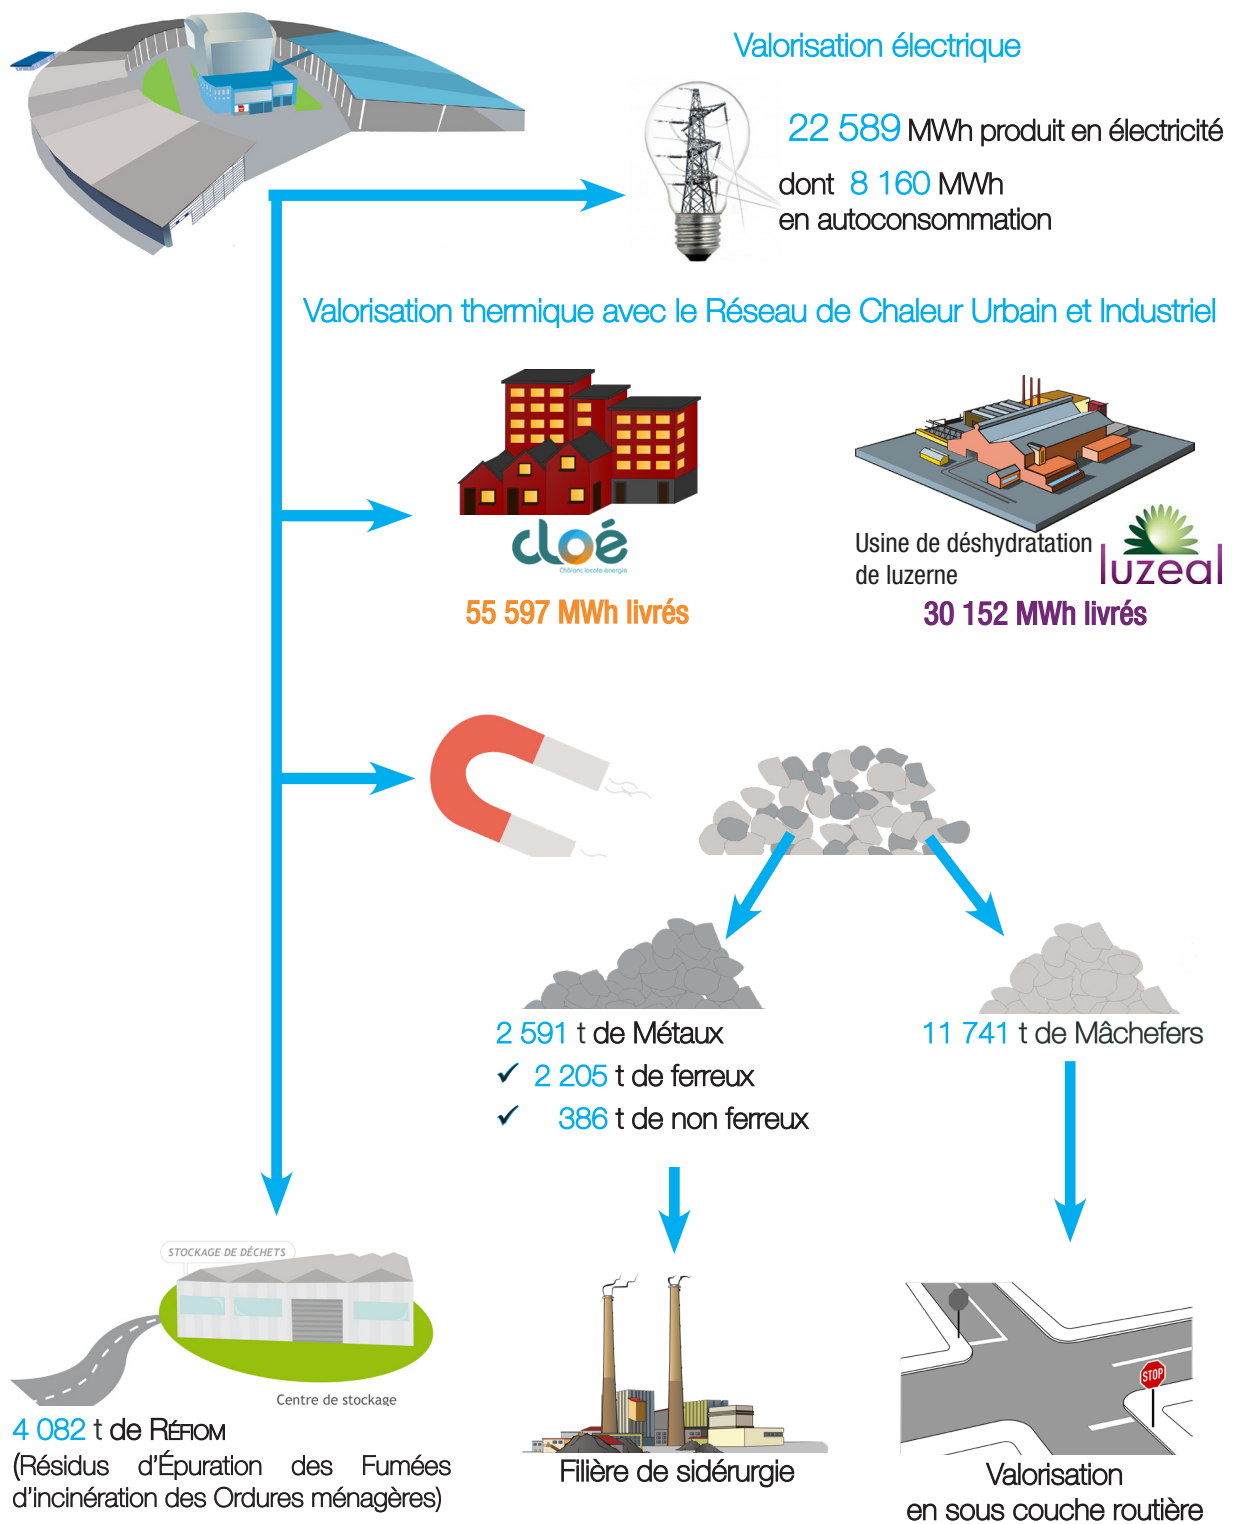 Valorisation électrique
22 589 MWh produit en électricité
dont 8 160 MWh
en autoconsommation
Valorisation thermique avec le Réseau de Chaleur Urbain et Industriel
cloé
Châlons locale énergie
55 597 MWh livrés
Usine de déshydratation
de luzerne
luzeal
30 152 MWh livrés
2 591 t de Métaux
✓ 2 205 t de ferreux
✓ 386 t de non ferreux
11 741 t de Mâchefers
STOCKAGE DE DÉCHETS
Centre de stockage
4 082 t de RÉFIOM
(Résidus d'Épuration des Fumées
d'incinération des Ordures ménagères)
Filière de sidérurgie
STOP
Valorisation
en sous couche routière